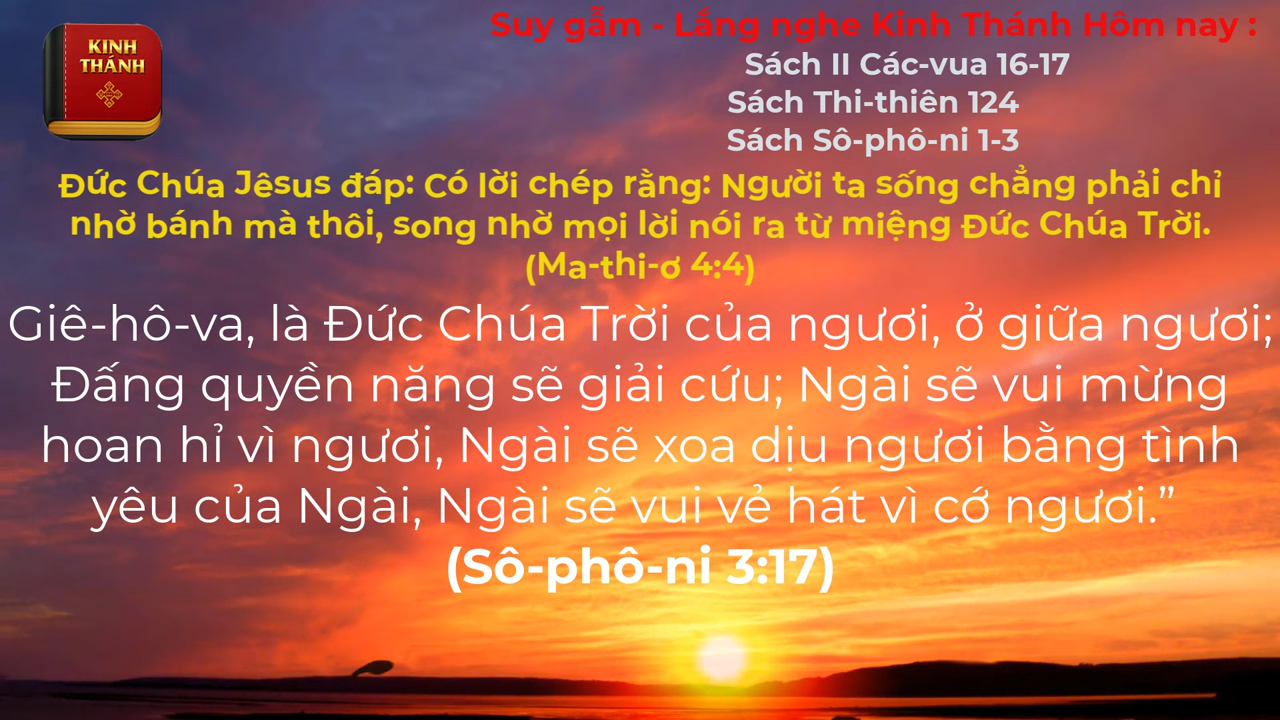 KINH
THÁNH
Suy gẫm - Lắng nghe Kinh Thánh Hôm nay :
Sách II Các-vua 16-17
Sách Thi-thiên 124
Sách Sô-phô-ni 1-3
Đức Chúa Jêsus đáp: Có lời chép rằng: Người ta sống chẳng phải chỉ
nhờ bánh mà thôi, song nhờ mọi lời nói ra từ miệng Đức Chúa Trời.
(Ma-thi-ơ 4:4)
Giê-hô-va, là Đức Chúa Trời của ngươi, ở giữa ngươi;
Đấng quyền năng sẽ giải cứu; Ngài sẽ vui mừng
hoan hỉ vì ngươi, Ngài sẽ xoa dịu ngươi bằng tình
yêu của Ngài, Ngài sẽ vui vẻ hát vì cớ ngươi.”
(Sô-phô-ni 3:17)